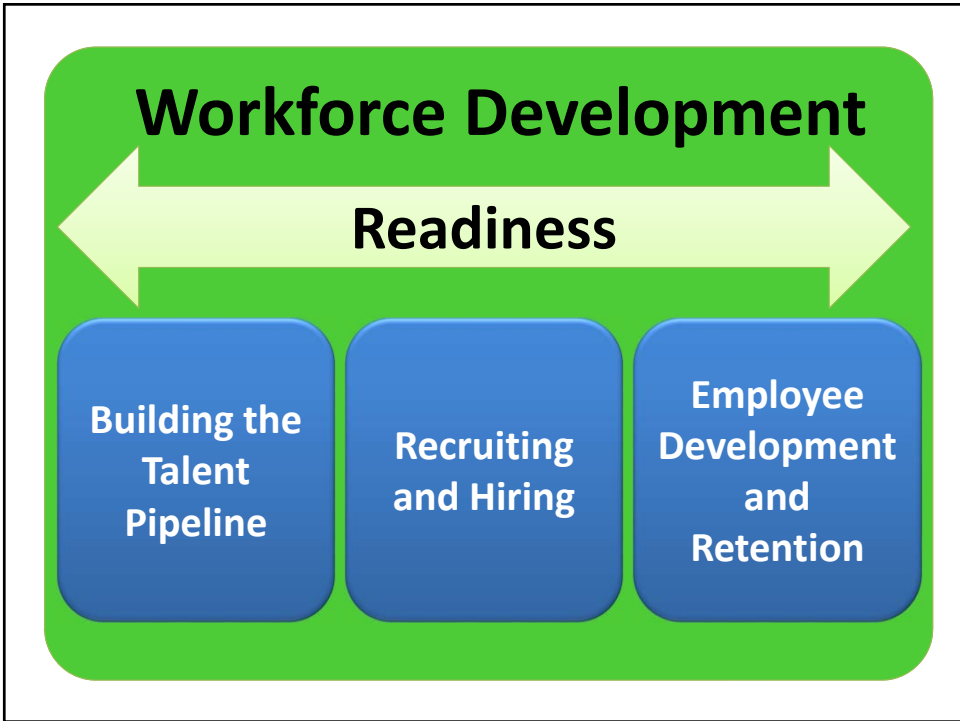 Workforce Development
Readiness
Building the
Talent
Pipeline
Recruiting
and Hiring
Employee
Development
and
Retention